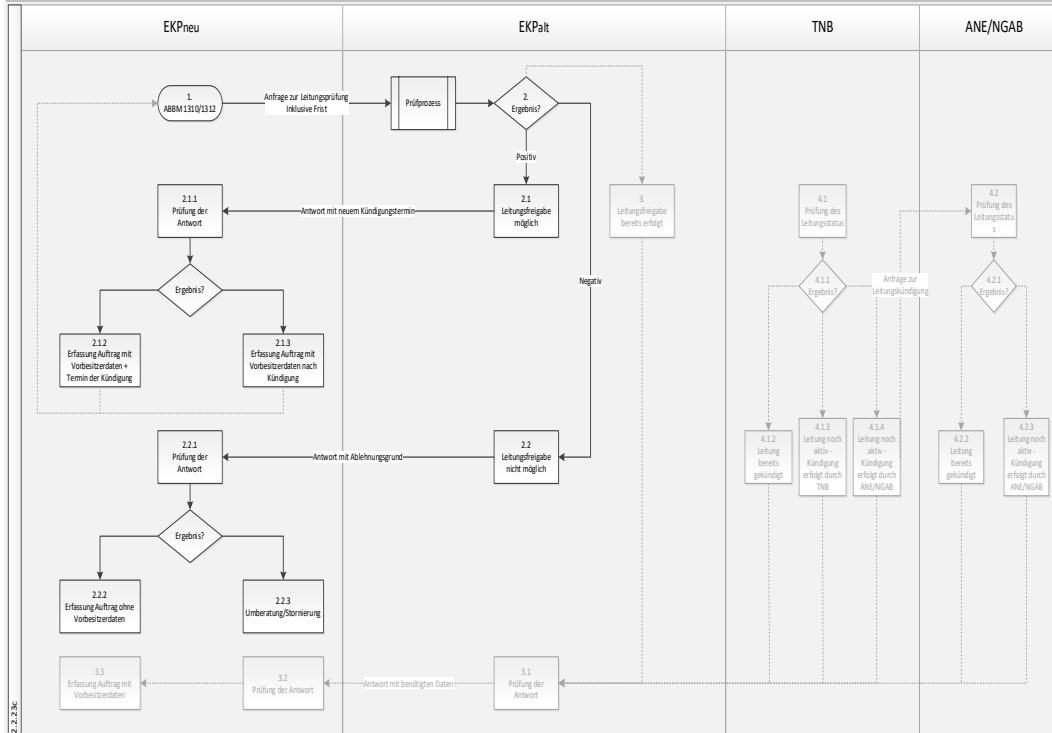 EKPneu
EKPalt
TNB
ANE/NGAB
1.
ABBM 1310/1312
Anfrage zur Leitungsprüfung
Inklusive Frist
Prüfprozess
2.
Ergebnis?
Positiv
2.1.1
Prüfung der
Antwort
Antwort mit neuem Kündigungstermin
2.1
Leitungsfreigabe
möglich
3.
Leitungsfreigabe
bereits erfolgt
4.1
Prüfung des
Leitungsstatus
4.2
Prüfung des
Leitungsstatu
s
Ergebnis?
Negativ
4.1.1
Ergebnis?
Anfrage zur
Leitungskündigung
4.2.1
Ergebnis?
2.1.2
Erfassung Auftrag mit
Vorbesitzerdaten +
Termin der Kündigung
2.1.3
Erfassung Auftrag mit
Vorbesitzerdaten nach
Kündigung
2.2.1
Prüfung der
Antwort
Antwort mit Ablehnungsgrund
2.2
Leitungsfreigabe
nicht möglich
4.1.2
Leitung
bereits
gekündigt
4.1.3
Leitung noch
aktiv -
Kündigung
erfolgt durch
TNB
4.1.4
Leitung noch
aktiv -
Kündigung
erfolgt durch
ANE/NGAB
4.2.2
Leitung
bereits
gekündigt
4.2.3
Leitung noch
aktiv -
Kündigung
erfolgt durch
ANE/NGAB
Ergebnis?
2.2.2
Erfassung Auftrag ohne
Vorbesitzerdaten
2.2.3
Umberatung/Stornierung
3.3
Erfassung Auftrag mit
Vorbesitzerdaten
3.2
Prüfung der Antwort
Antwort mit benötigten Daten
3.1
Prüfung der
Antwort
2.2.23c